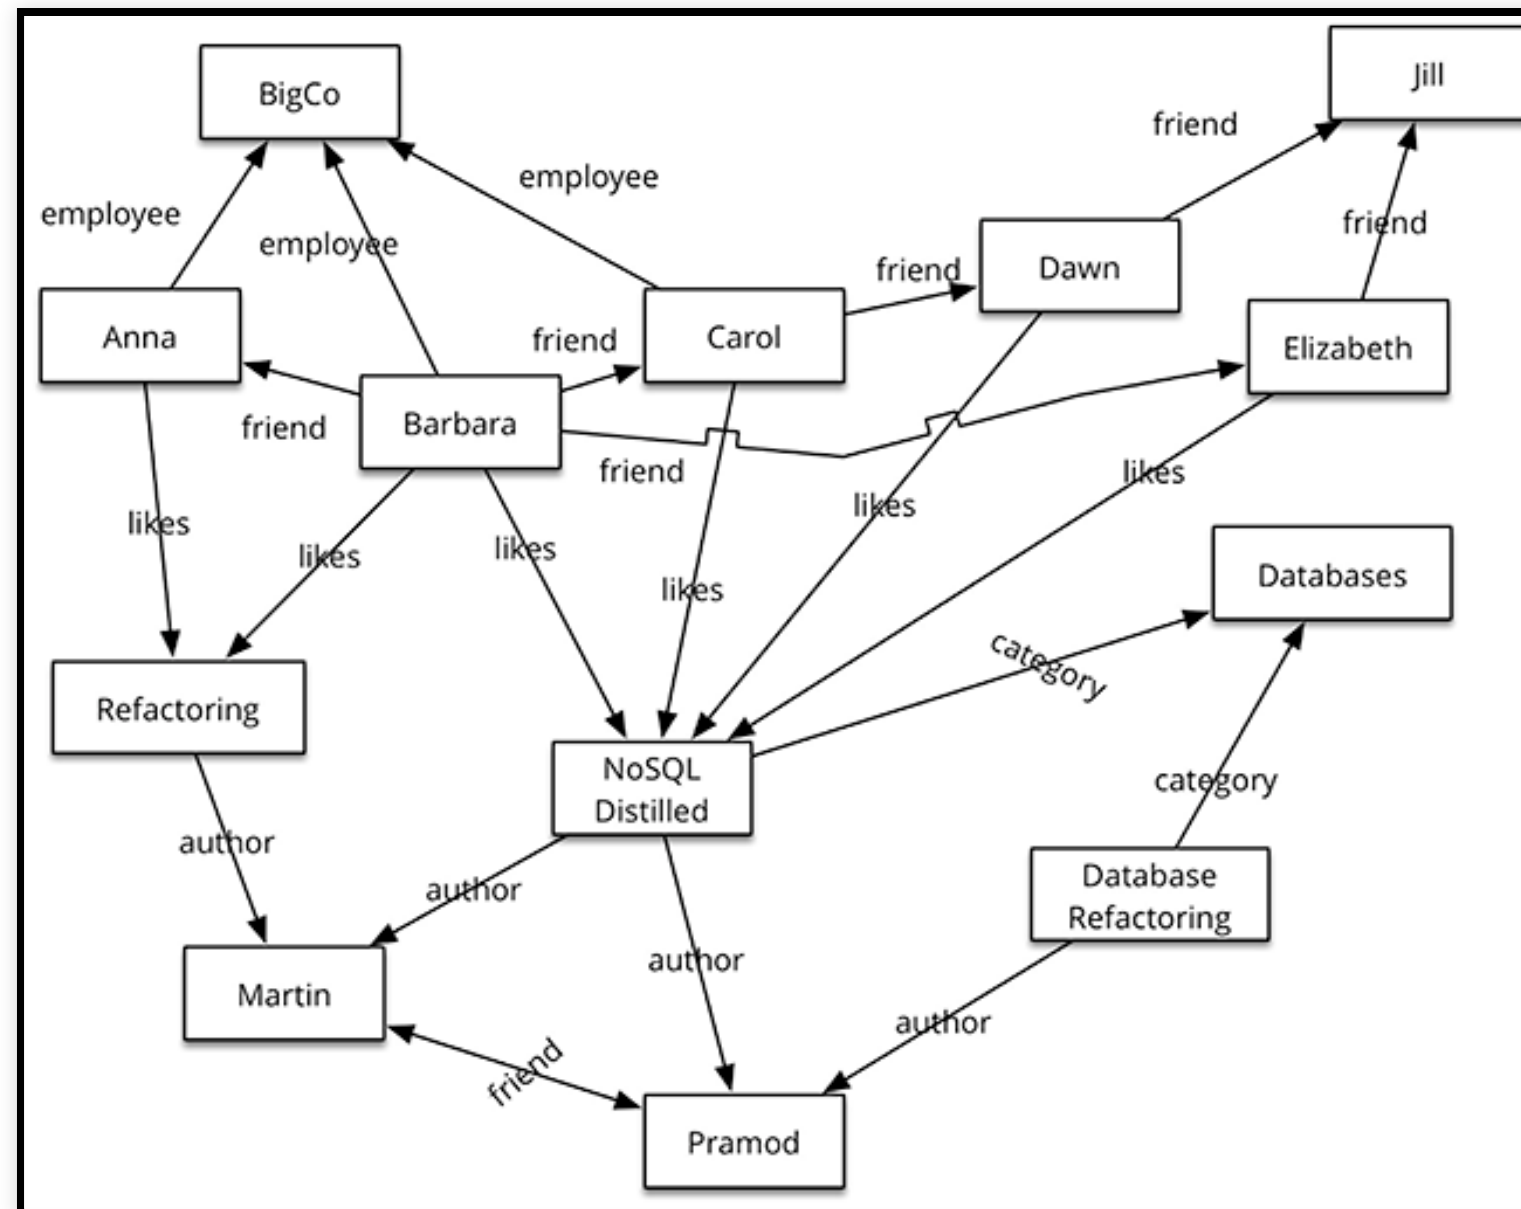 BigCo
Jill
friend
employee
employee
friend
employee
friend
Dawn
Anna
friend
Carol
Elizabeth
friend
Barbara
friend
likes
likes
likes
likes
likes
likes
Databases
category
Refactoring
NoSQL
Distilled
category
author
author
Database
Refactoring
author
Martin
author
friend
Pramod